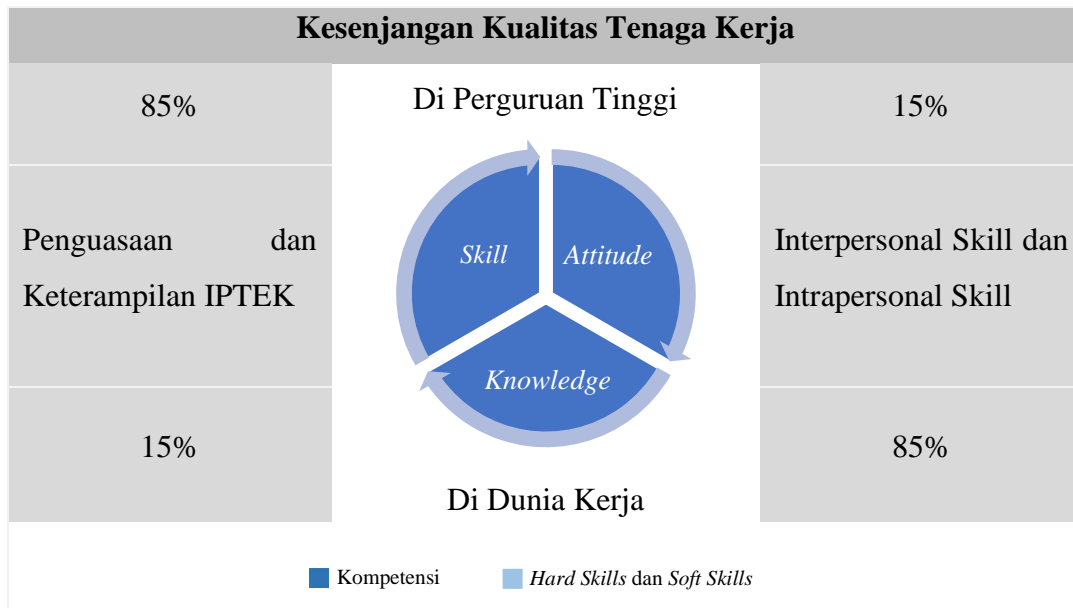 Kesenjangan Kualitas Tenaga Kerja
85%
Di Perguruan Tinggi
15%
Penguasaan dan
Keterampilan IPTEK
Skill
Attitude
Knowledge
Interpersonal Skill dan
Intrapersonal Skill
15%
Di Dunia Kerja
85%
Kompetensi
Hard Skills dan Soft Skills